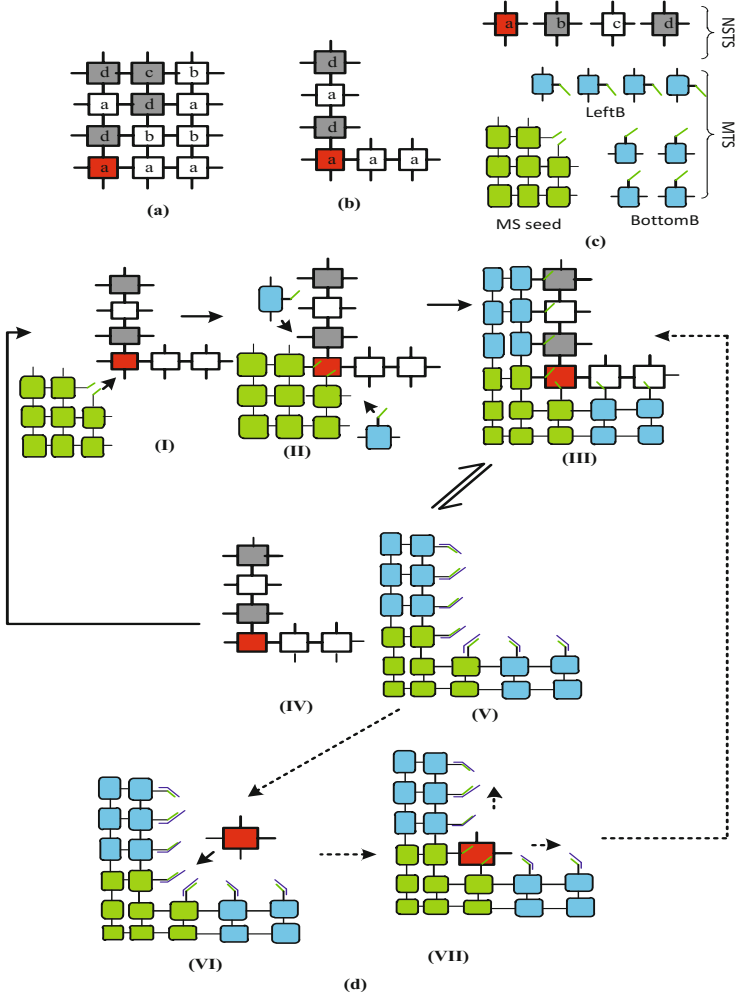 a b c d
NSTS
d c b
a d a
d b b
a a a
(a)
d
a
d
a a a
(b)
LeftB
MTS
MS seed
BottomB
(c)
(I)
(II)
(III)
(IV)
(V)
(VI)
(VII)
(d)